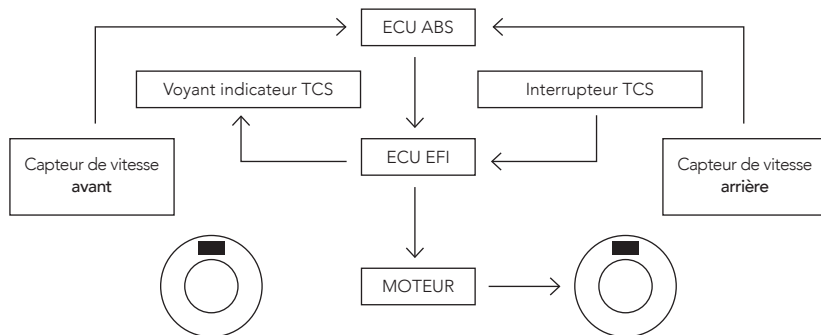 ECU ABS
Voyant indicateur TCS
Interrupteur TCS
Capteur de vitesse
avant
ECU EFI
Capteur de vitesse
arrière
MOTEUR